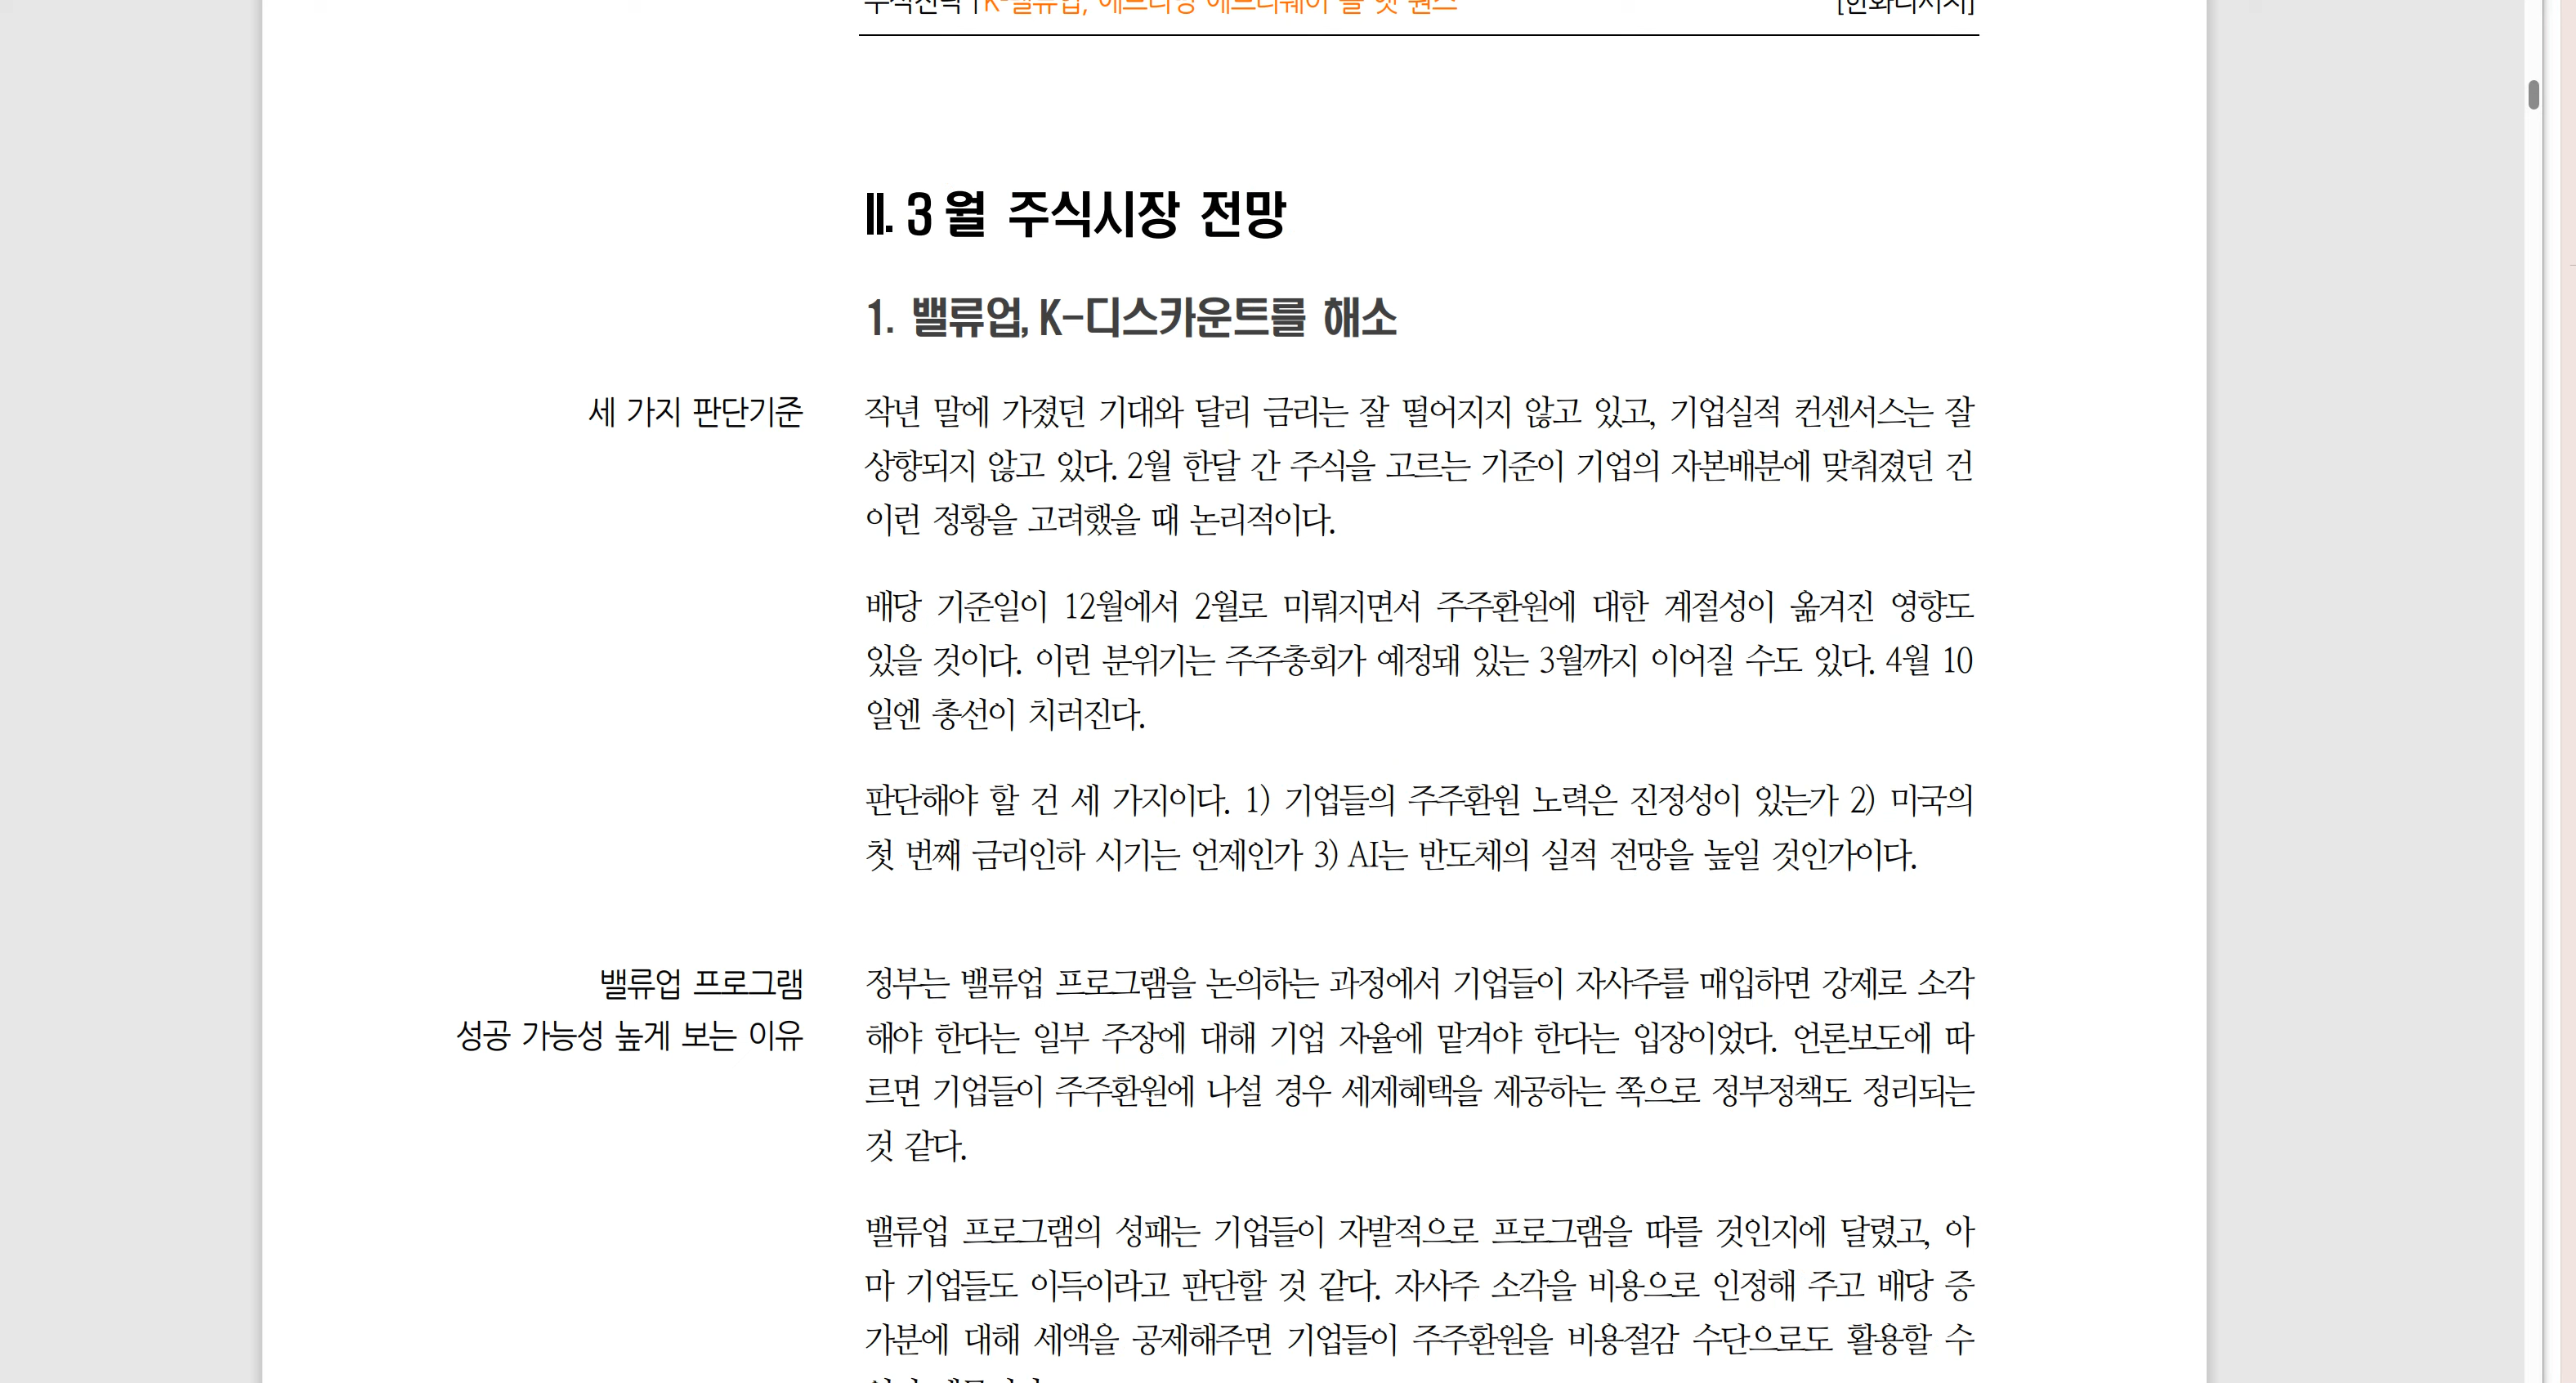 주식전략 | K-밸류업, 에브리씽 에브리웨어 올 앳 원스
[한화리서치]
II. 3월 주식시장 전망
1. 밸류업, K-디스카운트를 해소
세 가지 판단기준
작년 말에 가졌던 기대와 달리 금리는 잘 떨어지지 않고 있고, 기업실적 컨센서스는 잘
상향되지 않고 있다. 2월 한달 간 주식을 고르는 기준이 기업의 자본배분에 맞춰졌던 건
이런 정황을 고려했을 때 논리적이다.
배당 기준일이 12월에서 2월로 미뤄지면서 주주환원에 대한 계절성이 옮겨진 영향도
있을 것이다. 이런 분위기는 주주총회가 예정돼 있는 3월까지 이어질 수도 있다. 4월 10
일엔 총선이 치러진다.
판단해야 할 건 세 가지이다. 1) 기업들의 주주환원 노력은 진정성이 있는가 2) 미국의
첫 번째 금리인하 시기는 언제인가 3) AI는 반도체의 실적 전망을 높일 것인가이다.
밸류업 프로그램
성공 가능성 높게 보는 이유
정부는 밸류업 프로그램을 논의하는 과정에서 기업들이 자사주를 매입하면 강제로 소각
해야 한다는 일부 주장에 대해 기업 자율에 맡겨야 한다는 입장이었다. 언론보도에 따
르면 기업들이 주주환원에 나설 경우 세제혜택을 제공하는 쪽으로 정부정책도 정리되는
것 같다.
밸류업 프로그램의 성패는 기업들이 자발적으로 프로그램을 따를 것인지에 달렸고, 아
마 기업들도 이득이라고 판단할 것 같다. 자사주 소각을 비용으로 인정해 주고 배당 증
가분에 대해 세액을 공제해주면 기업들이 주주환원을 비용절감 수단으로도 활용할 수